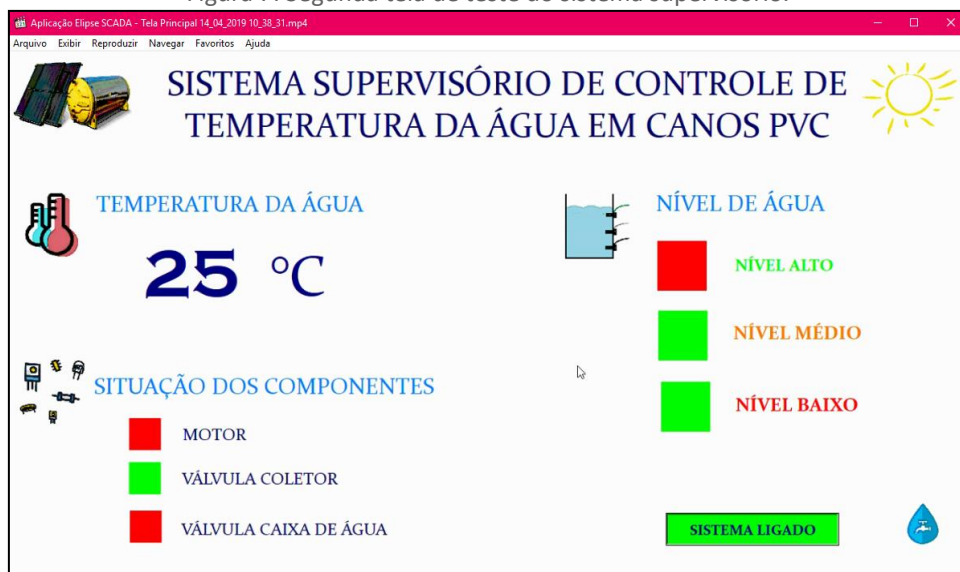 Aplicação Elipse SCADA - Tela Principal 14_04_2019 10_38_31.mp4
Arquivo Exibir Reproduzir Navegar Favoritos Ajuda
SISTEMA SUPERVISÓRIO DE CONTROLE DE
TEMPERATURA DA ÁGUA EM CANOS PVC
TEMPERATURA DA ÁGUA
25 °C
NÍVEL DE ÁGUA
NÍVEL ALTO
NÍVEL MÉDIO
NÍVEL BAIXO
SITUAÇÃO DOS COMPONENTES
MOTOR
VÁLVULA COLETOR
VÁLVULA CAIXA DE ÁGUA
SISTEMA LIGADO